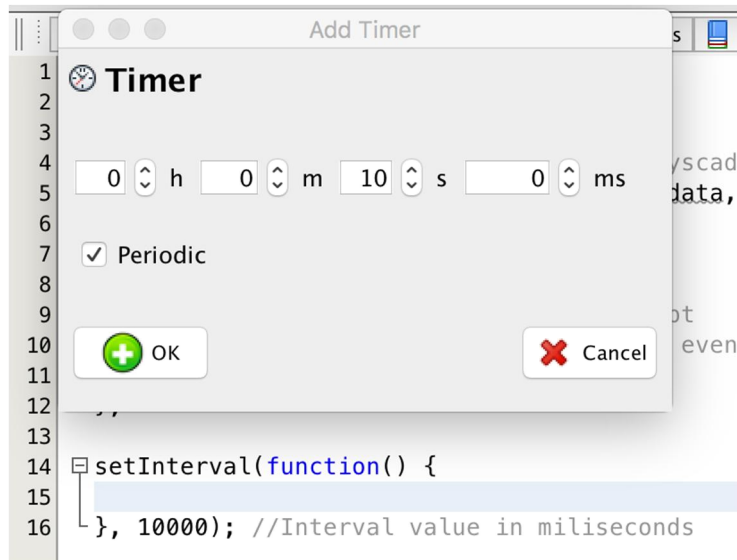 Add Timer
s
Timer
1
2
3
4 yscad
0 h 0 m 10 s 0 ms
5 data,
6
7
Periodic
8
9 pt
10 even
OK Cancel
11
12 },
13
14 setInterval(function() {
15
16 }, 10000); //Interval value in miliseconds